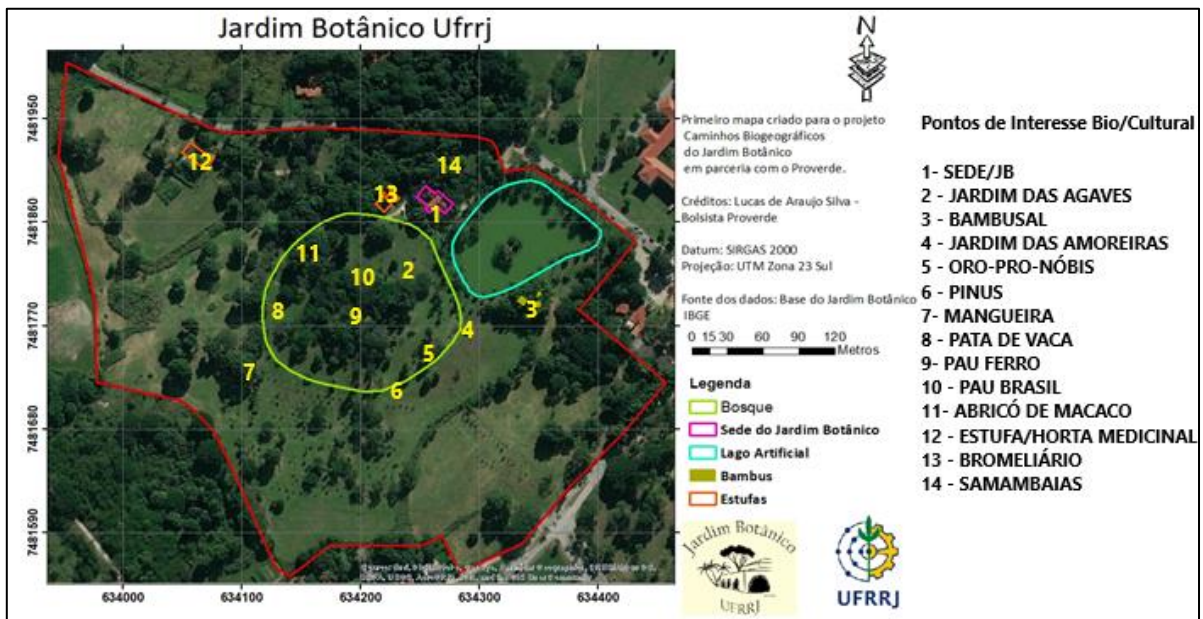 Jardim Botânico Ufrrj
N
7481950
7481860
7481770
7481680
7481590
634000
634100
634200
634300
634400
14
12
13
1
11
10
2
8
9
3
4
5
7
6
Primeiro mapa criado para o projeto
Caminhos Biogeográficos
do Jardim Botânico
em parceria com o Proverde.
Créditos: Lucas de Araujo Silva -
Bolsista Proverde
Datum: SIRGAS 2000
Projeção: UTM Zona 23 Sul
Fonte dos dados: Base do Jardim Botânico
IBGE
0 15 30 60 90 120
Metros
Legenda
Bosque
Sede do Jardim Botânico
Lago Artificial
Bambus
Estufas
Jardim Botânico
UFRRJ
UFRRJ
Pontos de Interesse Bio/Cultural
1- SEDE/JB
2 - JARDIM DAS AGAVES
3 - BAMBUSAL
4 - JARDIM DAS AMOREIRAS
5 - ORO-PRO-NÓBIS
6 - PINUS
7 - MANGUEIRA
8 - PATA DE VACA
9- PAU FERRO
10 - PAU BRASIL
11- ABRICÓ DE MACACO
12 - ESTUFA/HORTA MEDICINAL
13 - BROMELIÁRIO
14 - SAMAMBAIAS